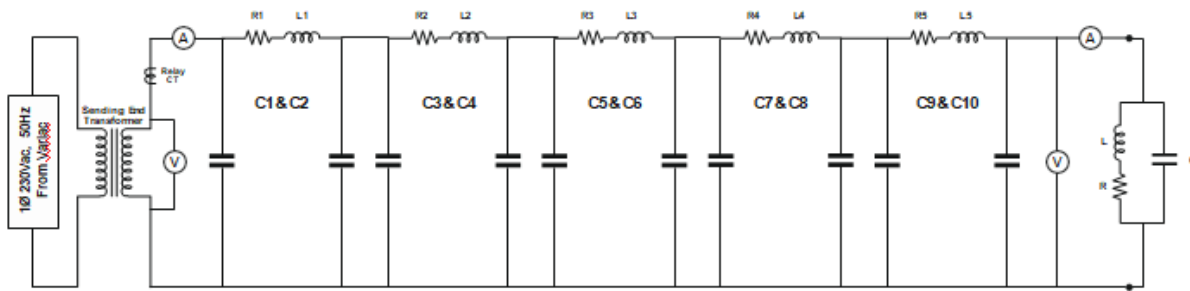 R1 L1 R2 L2 R3 L3 R4 L4 R5 L5
A
A
Relay
CT
Sending End
Transformer
C1&C2
C3&C4
C5&C6
C7&C8
C9&C10
1Ø 230Vac, 50Hz
From Variac
V
V
R